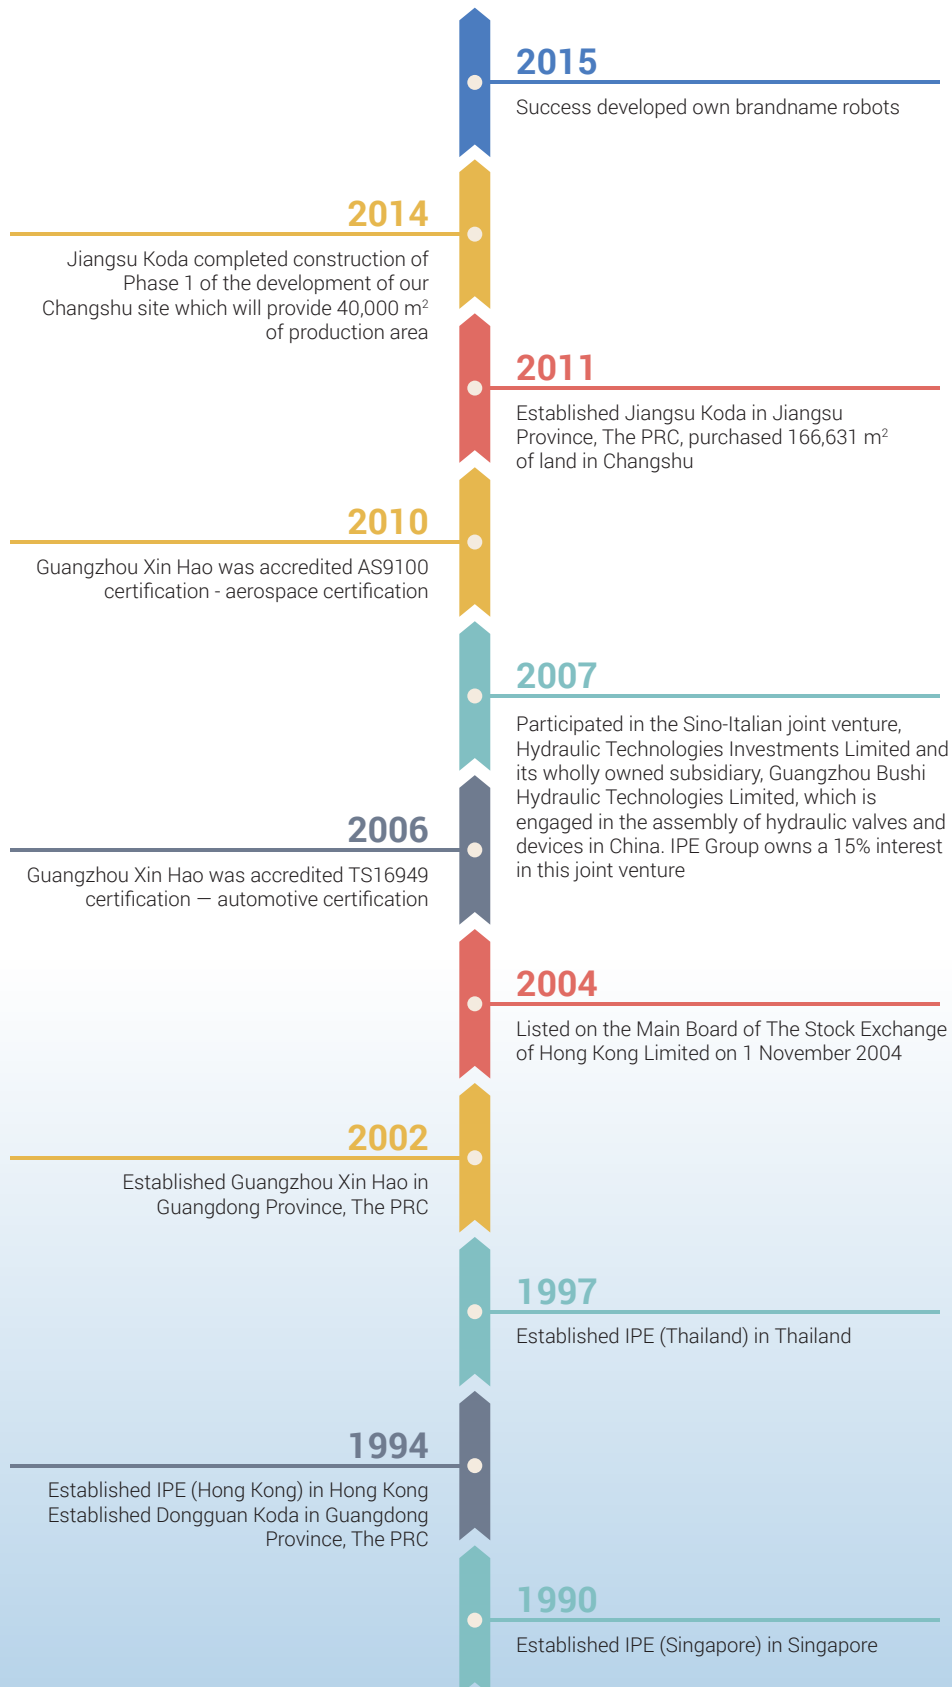 2015
Success developed own brandname robots
2014
Jiangsu Koda completed construction of
Phase 1 of the development of our
Changshu site which will provide 40,000 m²
of production area
2011
Established Jiangsu Koda in Jiangsu
Province, The PRC, purchased 166,631 m²
of land in Changshu
2010
Guangzhou Xin Hao was accredited AS9100
certification - aerospace certification
2007
Participated in the Sino-Italian joint venture,
Hydraulic Technologies Investments Limited and
its wholly owned subsidiary, Guangzhou Bushi
Hydraulic Technologies Limited, which is
engaged in the assembly of hydraulic valves and
devices in China. IPE Group owns a 15% interest
in this joint venture
2006
Guangzhou Xin Hao was accredited TS16949
certification — automotive certification
2004
Listed on the Main Board of The Stock Exchange
of Hong Kong Limited on 1 November 2004
2002
Established Guangzhou Xin Hao in
Guangdong Province, The PRC
1997
Established IPE (Thailand) in Thailand
1994
Established IPE (Hong Kong) in Hong Kong
Established Dongguan Koda in Guangdong
Province, The PRC
1990
Established IPE (Singapore) in Singapore